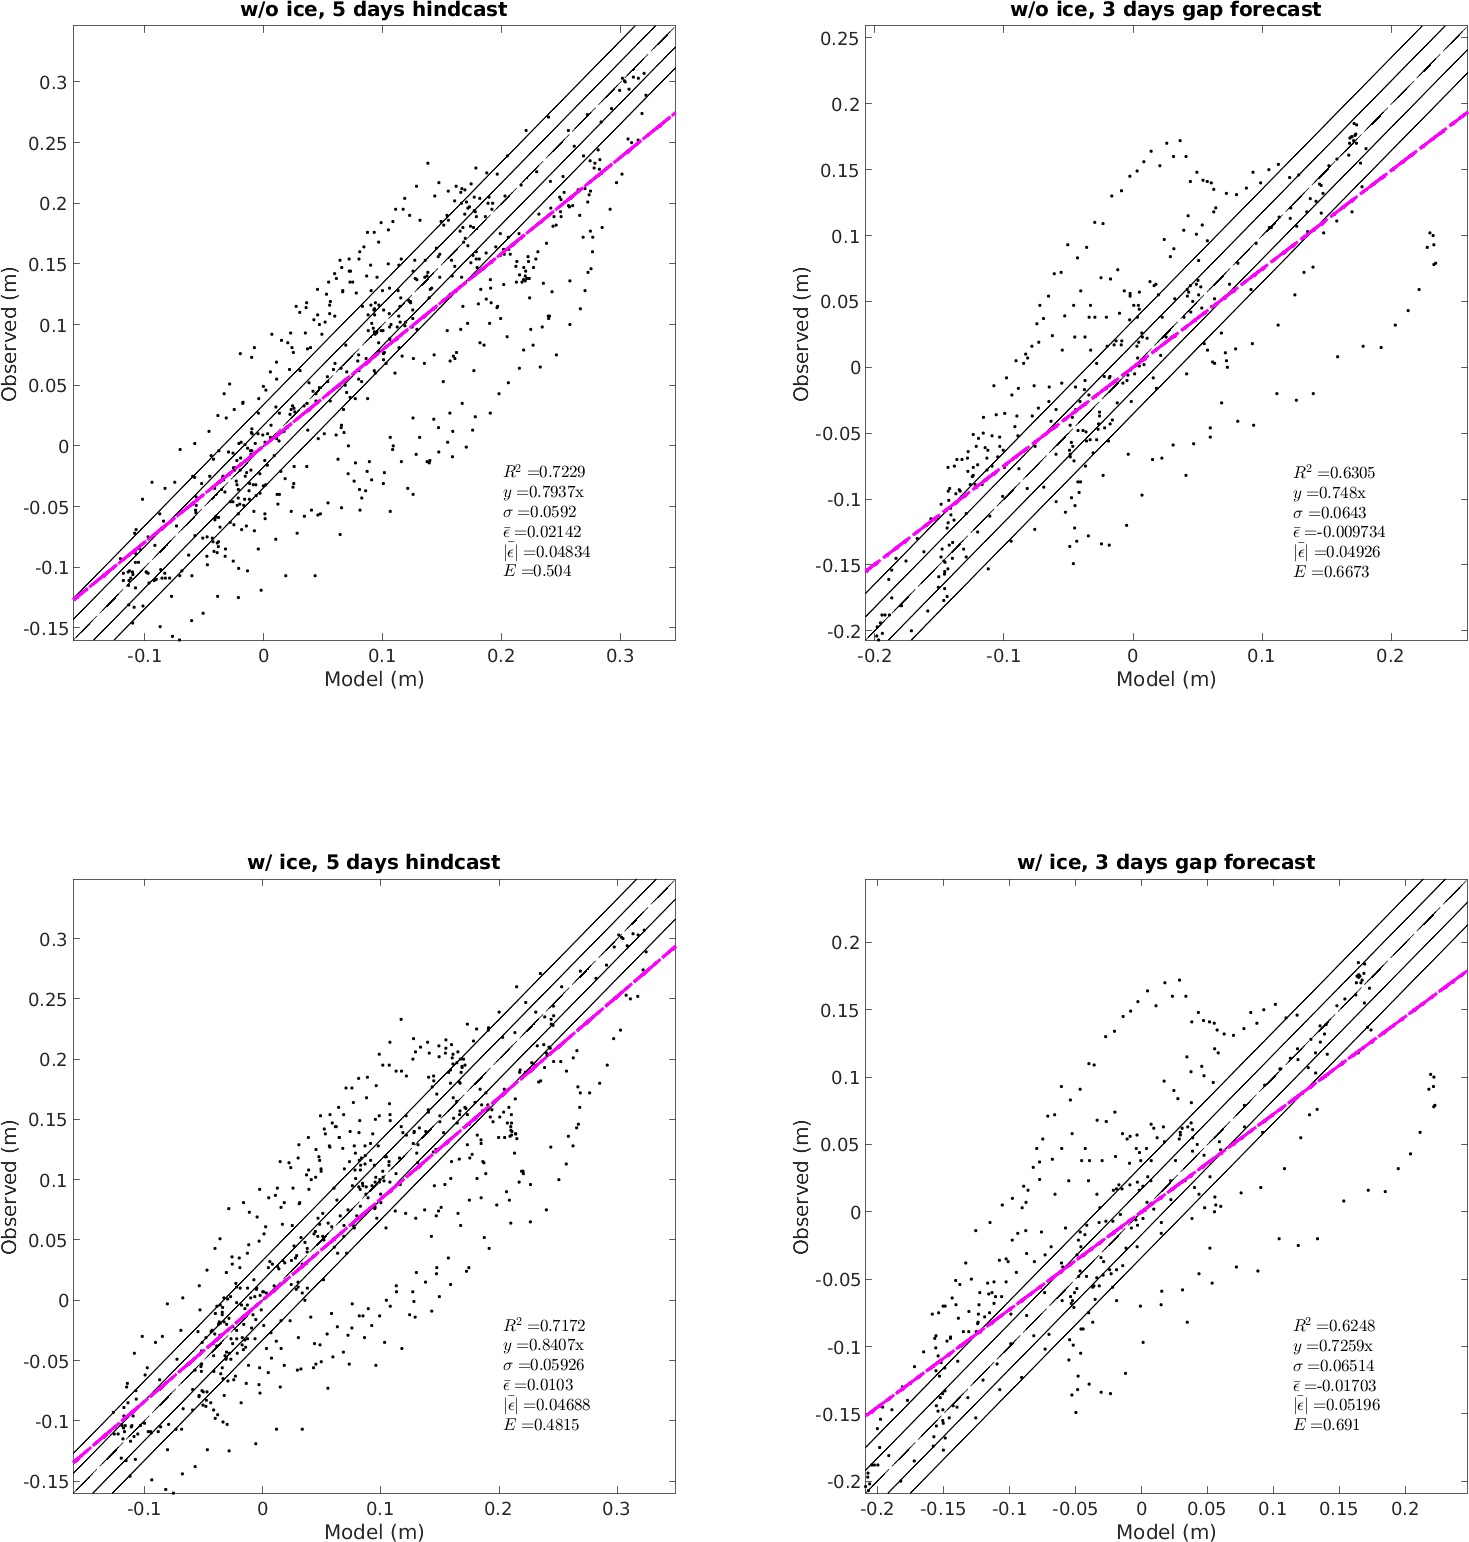 w/o ice, 5 days hindcast
0.3
0.25
0.2
0.15
0.1
0.05
0
-0.05
-0.1
-0.15
Observed (m)
R² =0.7229
y =0.7937x
σ =0.0592
ϵ̄ =0.02142
|ϵ̄| =0.04834
E =0.504
-0.1 0 0.1 0.2 0.3
Model (m)
w/o ice, 3 days gap forecast
0.25
0.2
0.15
0.1
0.05
0
-0.05
-0.1
-0.15
-0.2
Observed (m)
R² =0.6305
y =0.748x
σ =0.0643
ϵ̄ =-0.009734
|ϵ̄| =0.04926
E =0.6673
-0.2 -0.1 0 0.1 0.2
Model (m)
w/ ice, 5 days hindcast
0.3
0.25
0.2
0.15
0.1
0.05
0
-0.05
-0.1
-0.15
Observed (m)
R² =0.7172
y =0.8407x
σ =0.05926
ϵ̄ =0.0103
|ϵ̄| =0.04688
E =0.4815
-0.1 0 0.1 0.2 0.3
Model (m)
w/ ice, 3 days gap forecast
0.2
0.15
0.1
0.05
0
-0.05
-0.1
-0.15
-0.2
Observed (m)
R² =0.6248
y =0.7259x
σ =0.06514
ϵ̄ =-0.01703
|ϵ̄| =0.05196
E =0.691
-0.2 -0.15 -0.1 -0.05 0 0.05 0.1 0.15 0.2
Model (m)